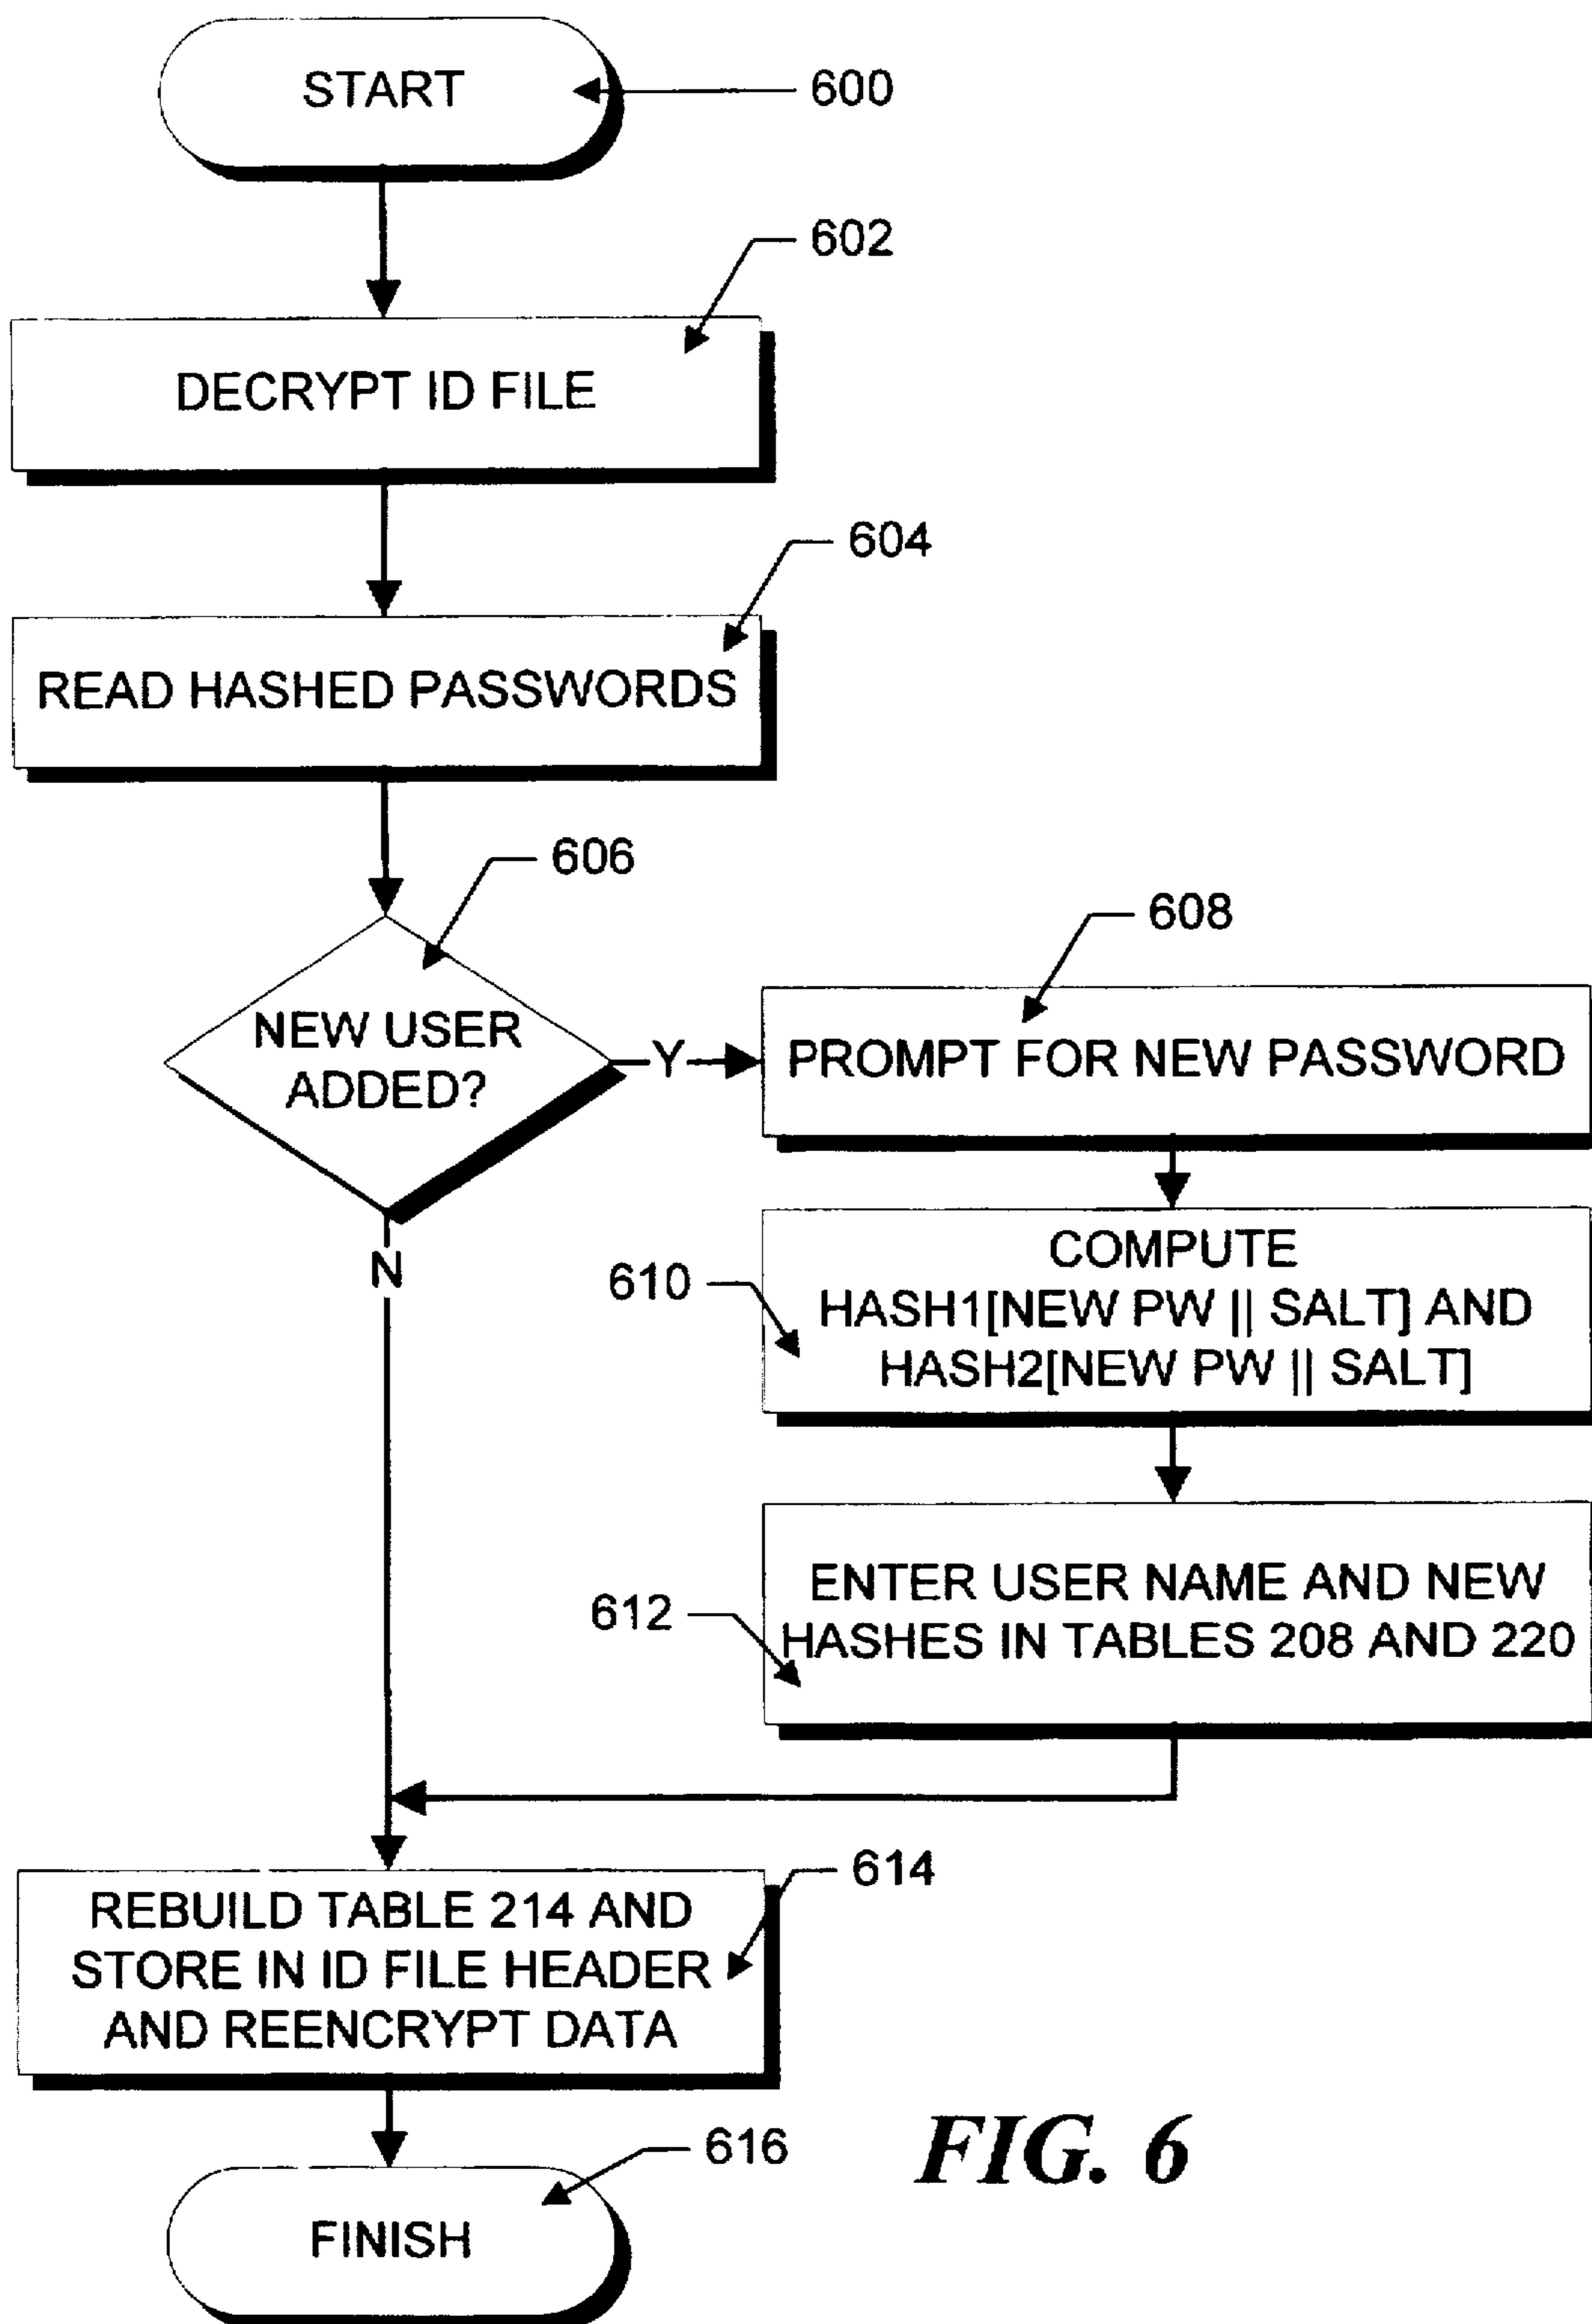 START
600
602
DECRYPT ID FILE
604
READ HASHED PASSWORDS
606
NEW USER
ADDED?
Y
N
608
PROMPT FOR NEW PASSWORD
610
COMPUTE
HASH1[NEW PW || SALT] AND
HASH2[NEW PW || SALT]
612
ENTER USER NAME AND NEW
HASHES IN TABLES 208 AND 220
614
REBUILD TABLE 214 AND
STORE IN ID FILE HEADER
AND REENCRYPT DATA
616
FINISH
FIG. 6